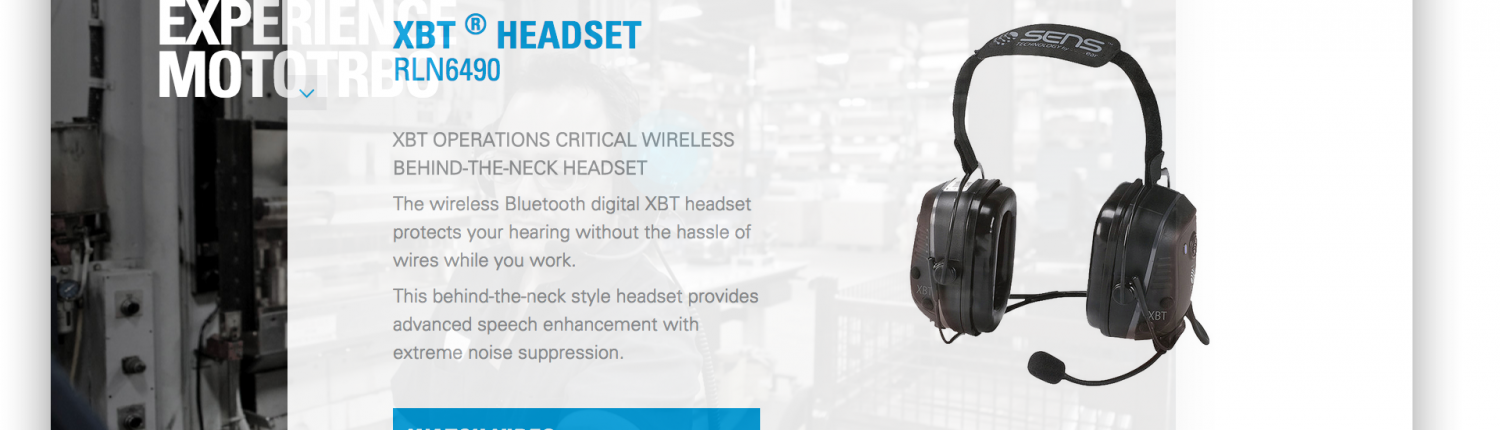 EXPERIENCE
MOTOTRBO
XBT ® HEADSET
RLN6490
XBT OPERATIONS CRITICAL WIRELESS
BEHIND-THE-NECK HEADSET
The wireless Bluetooth digital XBT headset
protects your hearing without the hassle of
wires while you work.
This behind-the-neck style headset provides
advanced speech enhancement with
extreme noise suppression.
WATCH VIDEO
SENS
XBT
XBT